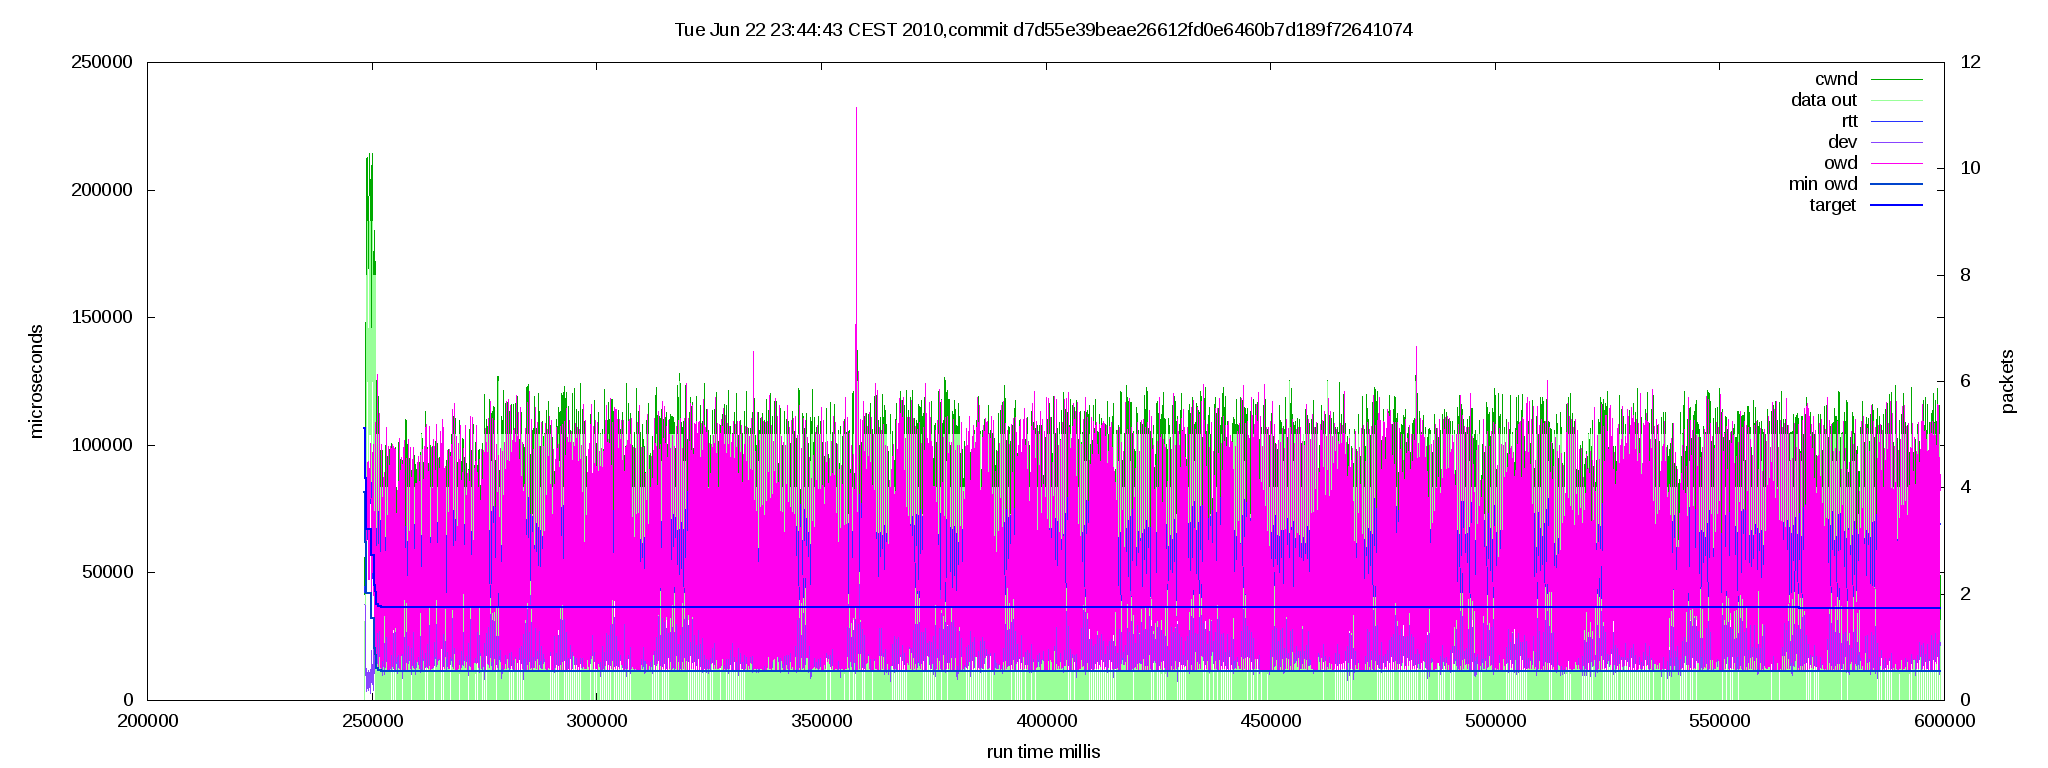 Tue Jun 22 23:44:43 CEST 2010,commit d7d55e39beae26612fd0e6460b7d189f72641074
250000
200000
150000
100000
50000
0
microseconds
12
10
8
6
4
2
0
packets
cwnd
data out
rtt
dev
owd
min owd
target
200000 250000 300000 350000 400000 450000 500000 550000 600000
run time millis